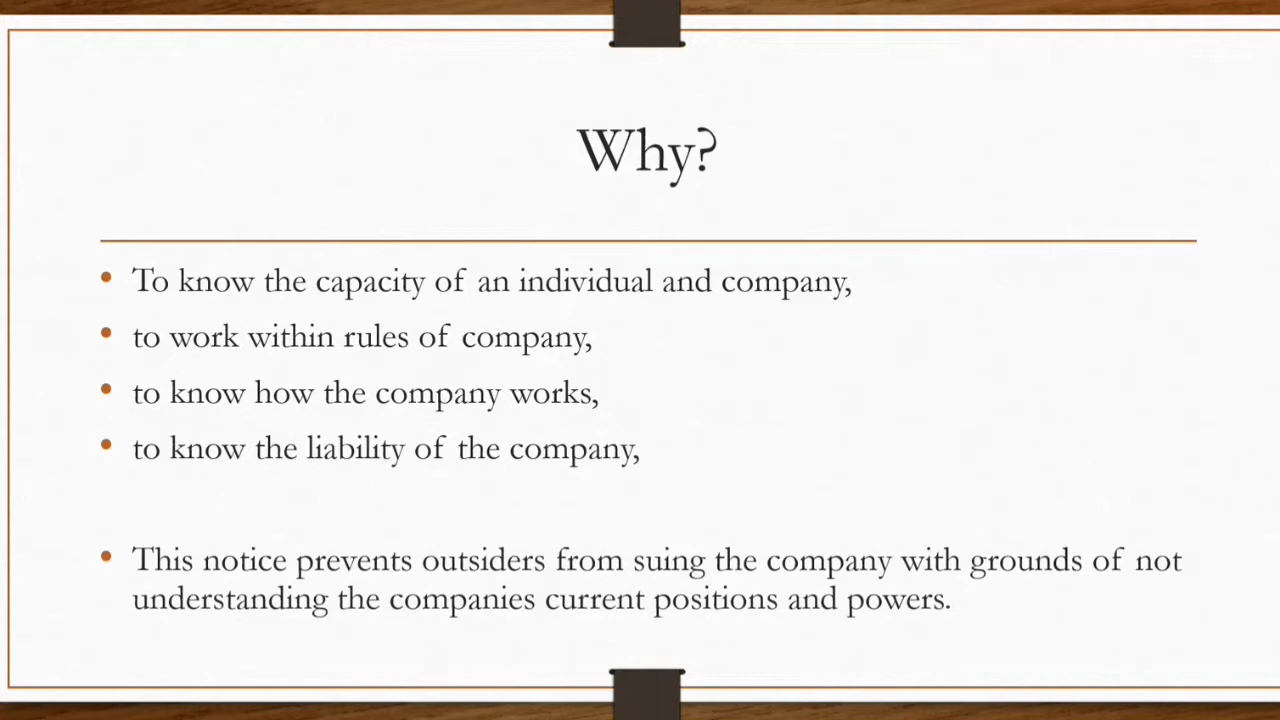 Why?
• To know the capacity of an individual and company,
• to work within rules of company,
• to know how the company works,
• to know the liability of the company,
• This notice prevents outsiders from suing the company with grounds of not
understanding the companies current positions and powers.